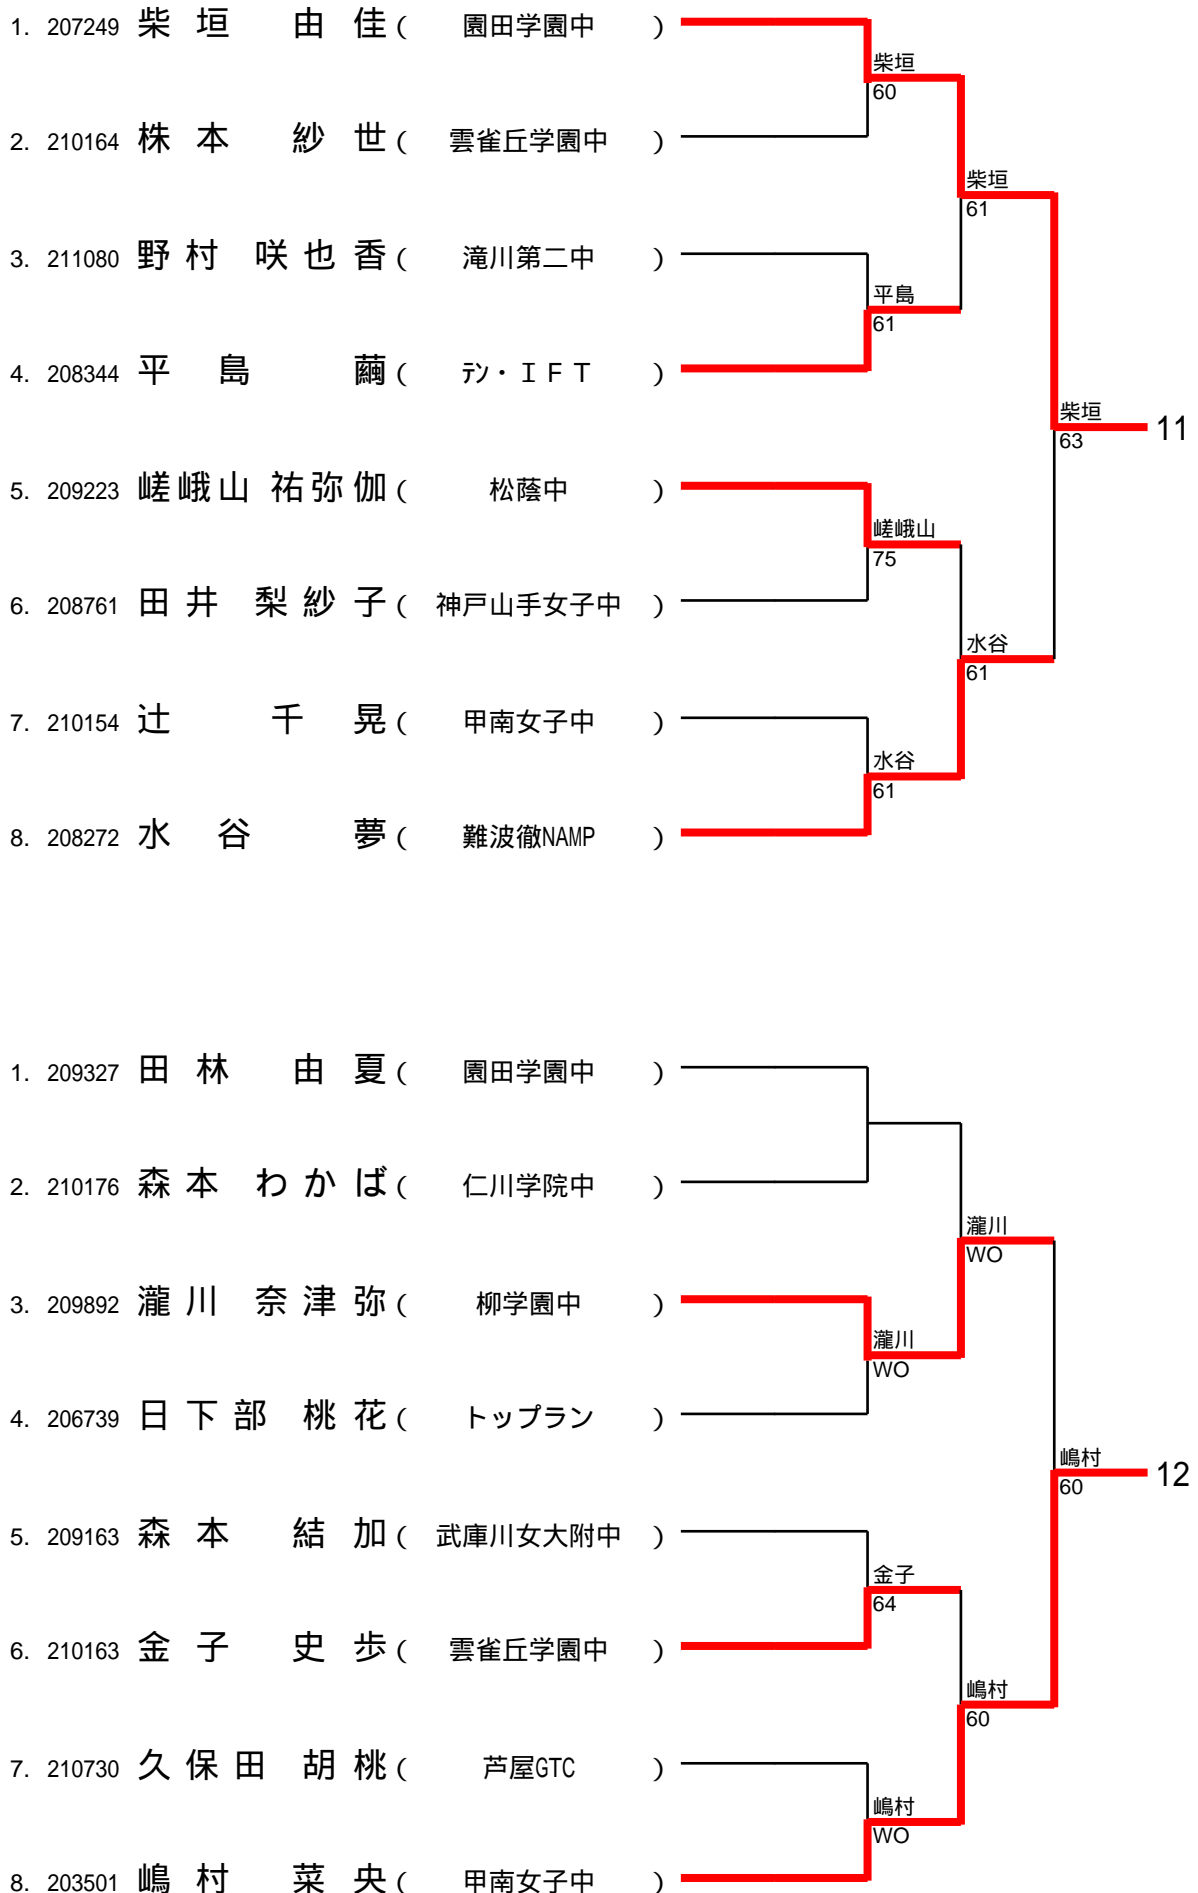 1. 207249 柴垣 由佳 ( 園田学園中 )
柴垣
60
2. 210164 株本 紗世 ( 雲雀丘学園中 )
柴垣
61
3. 211080 野村 咲也香 ( 滝川第二中 )
平島
61
4. 208344 平島 繭 ( テン・ＩＦＴ )
柴垣
63
11
5. 209223 嵯峨山 祐弥伽 ( 松蔭中 )
嵯峨山
75
6. 208761 田井 梨紗子 ( 神戸山手女子中 )
水谷
61
7. 210154 辻 千晃 ( 甲南女子中 )
水谷
61
8. 208272 水谷 夢 ( 難波徹NAMP )
1. 209327 田林 由夏 ( 園田学園中 )
2. 210176 森本 わかば ( 仁川学院中 )
瀧川
WO
3. 209892 瀧川 奈津弥 ( 柳学園中 )
瀧川
WO
4. 206739 日下部 桃花 ( トップラン )
嶋村
60
12
5. 209163 森本 結加 ( 武庫川女大附中 )
金子
64
6. 210163 金子 史歩 ( 雲雀丘学園中 )
嶋村
60
7. 210730 久保田 胡桃 ( 芦屋GTC )
嶋村
WO
8. 203501 嶋村 菜央 ( 甲南女子中 )